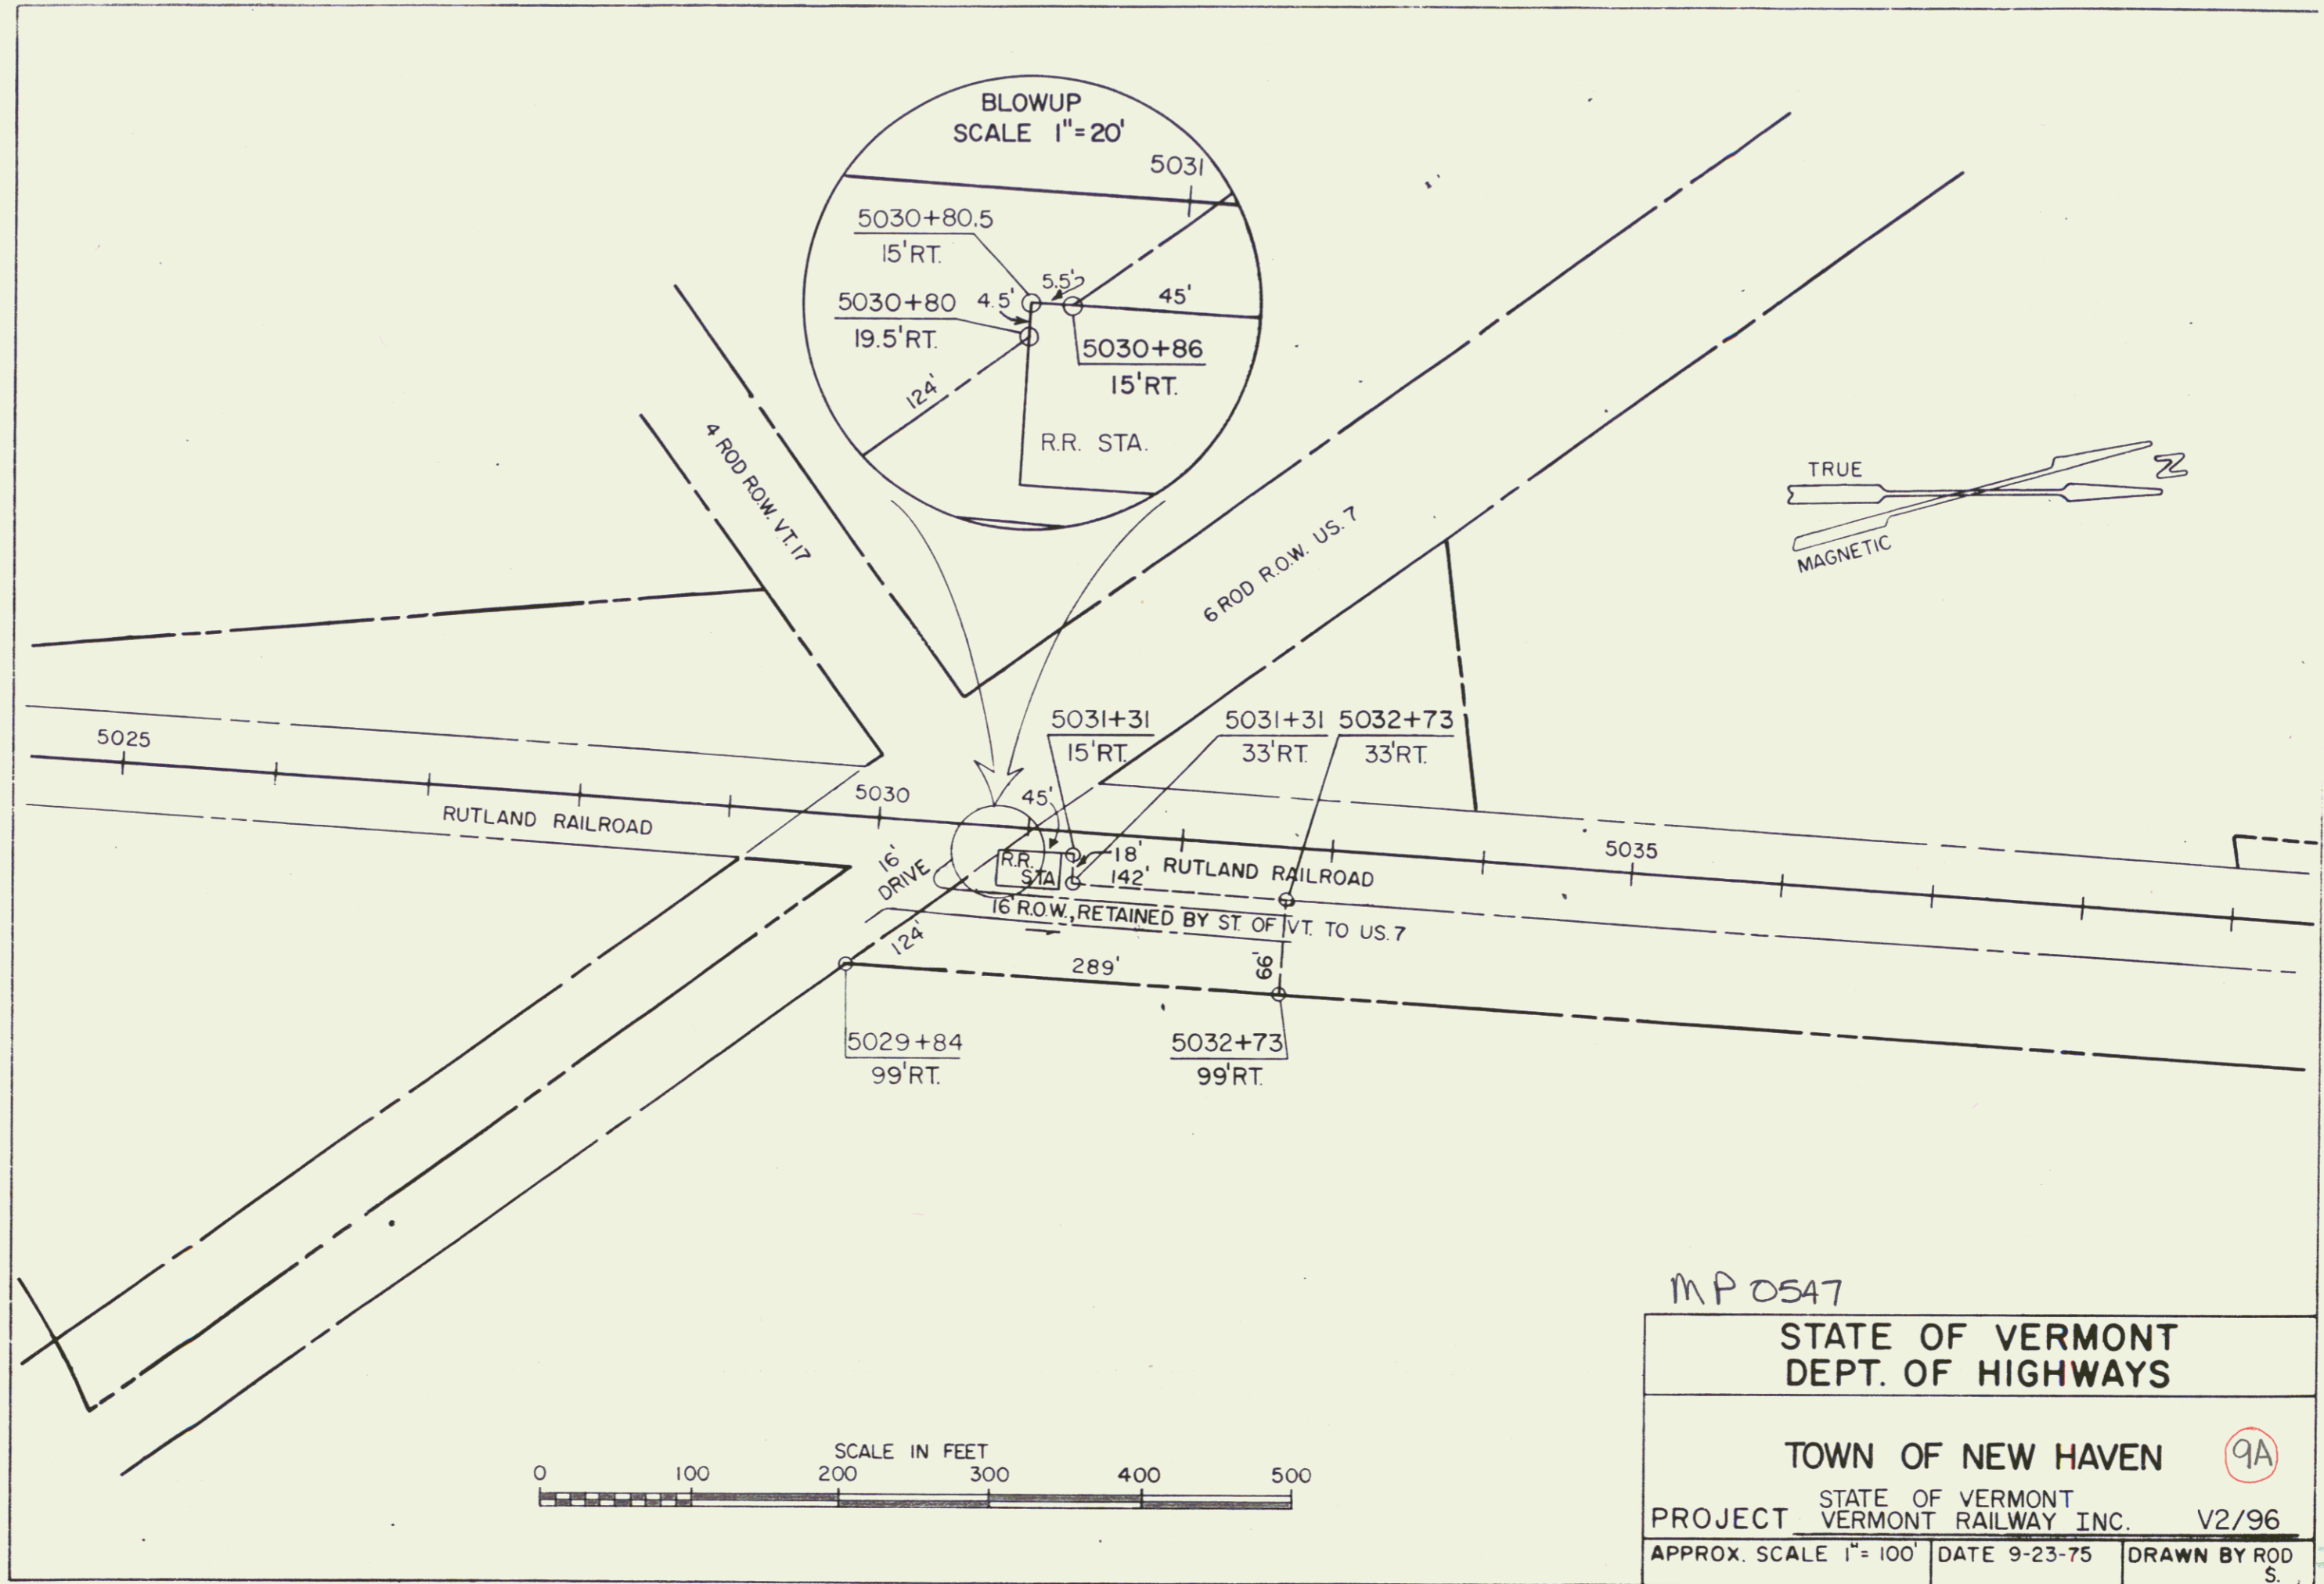 BLOWUP
SCALE 1"=20'
5031
5030+80.5
15'RT.
5.5'
5030+80
4.5'
45'
19.5'RT.
5030+86
15'RT.
124'
R.R. STA.
4 ROD R.O.W. VT. 17
6 ROD R.O.W. US. 7
TRUE
N
MAGNETIC
5025
5030
RUTLAND RAILROAD
5031+31
15'RT.
5031+31
33'RT.
5032+73
33'RT.
45'
18'
142'
RUTLAND RAILROAD
5035
16'
DRIVE
R.R.
STA
16' R.O.W., RETAINED BY ST. OF VT. TO US. 7
124'
289'
66'
5029+84
99'RT.
5032+73
99'RT.
MP 0547
STATE OF VERMONT
DEPT. OF HIGHWAYS
TOWN OF NEW HAVEN
9A
PROJECT STATE OF VERMONT
VERMONT RAILWAY INC. V2/96
APPROX. SCALE 1"= 100' DATE 9-23-75 DRAWN BY ROD
S.
SCALE IN FEET
0 100 200 300 400 500